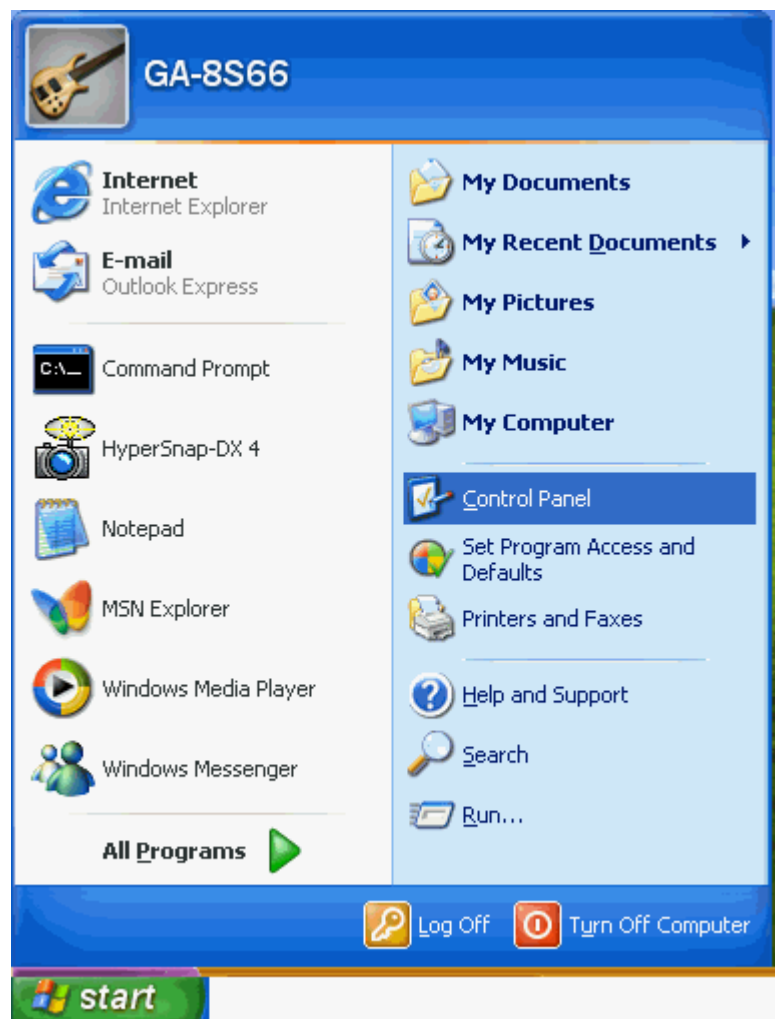 GA-8S66
Internet
Internet Explorer
E-mail
Outlook Express
C:\_
Command Prompt
HyperSnap-DX 4
Notepad
MSN Explorer
Windows Media Player
Windows Messenger
All Programs
My Documents
My Recent Documents
My Pictures
My Music
My Computer
Control Panel
Set Program Access and
Defaults
Printers and Faxes
Help and Support
Search
Run...
Log Off
Turn Off Computer
start